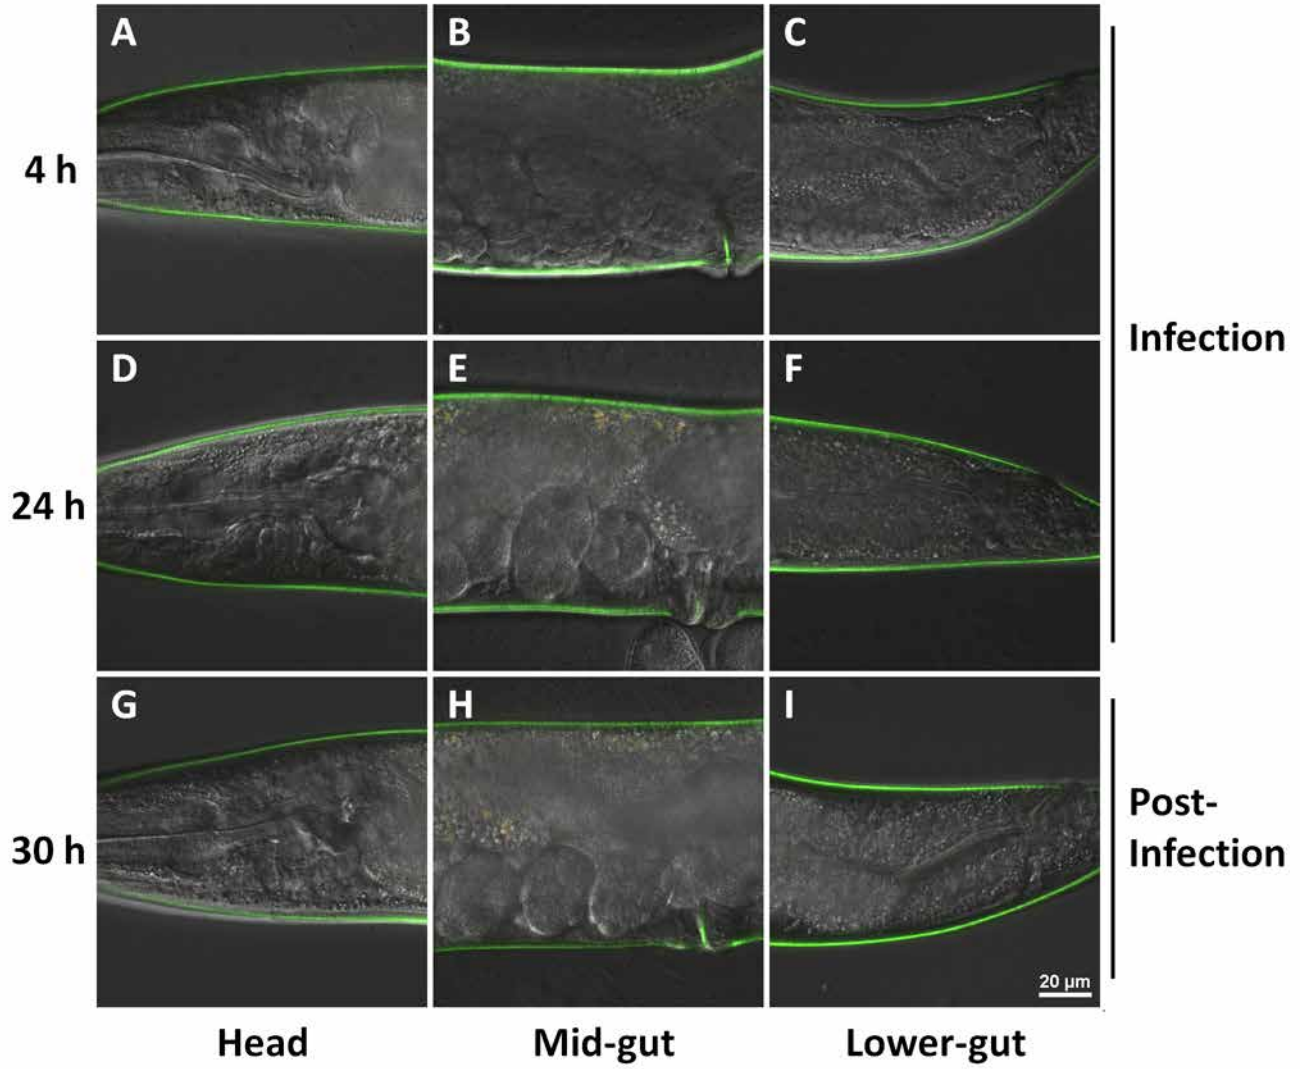 A
B
C
4 h
Infection
D
E
F
24 h
G
H
I
30 h
Post-
Infection
20 μm
Head
Mid-gut
Lower-gut